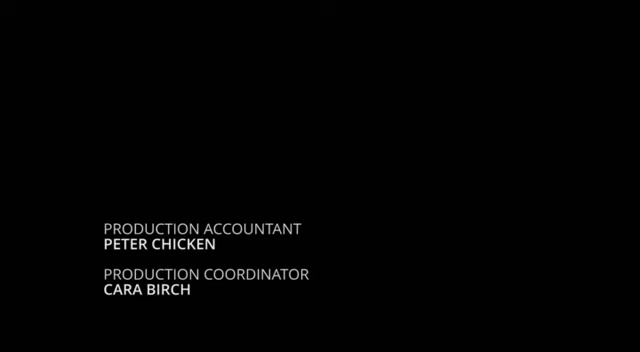 PRODUCTION ACCOUNTANT
PETER CHICKEN
PRODUCTION COORDINATOR
CARA BIRCH